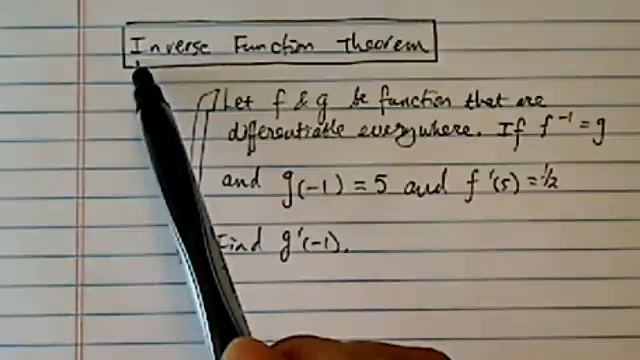 Inverse Function Theorem
Let f & g be function that are
differentiable everywhere. If f⁻¹ = g
and g(-1) = 5 and f'(5) = 1/2
Find g'(-1).